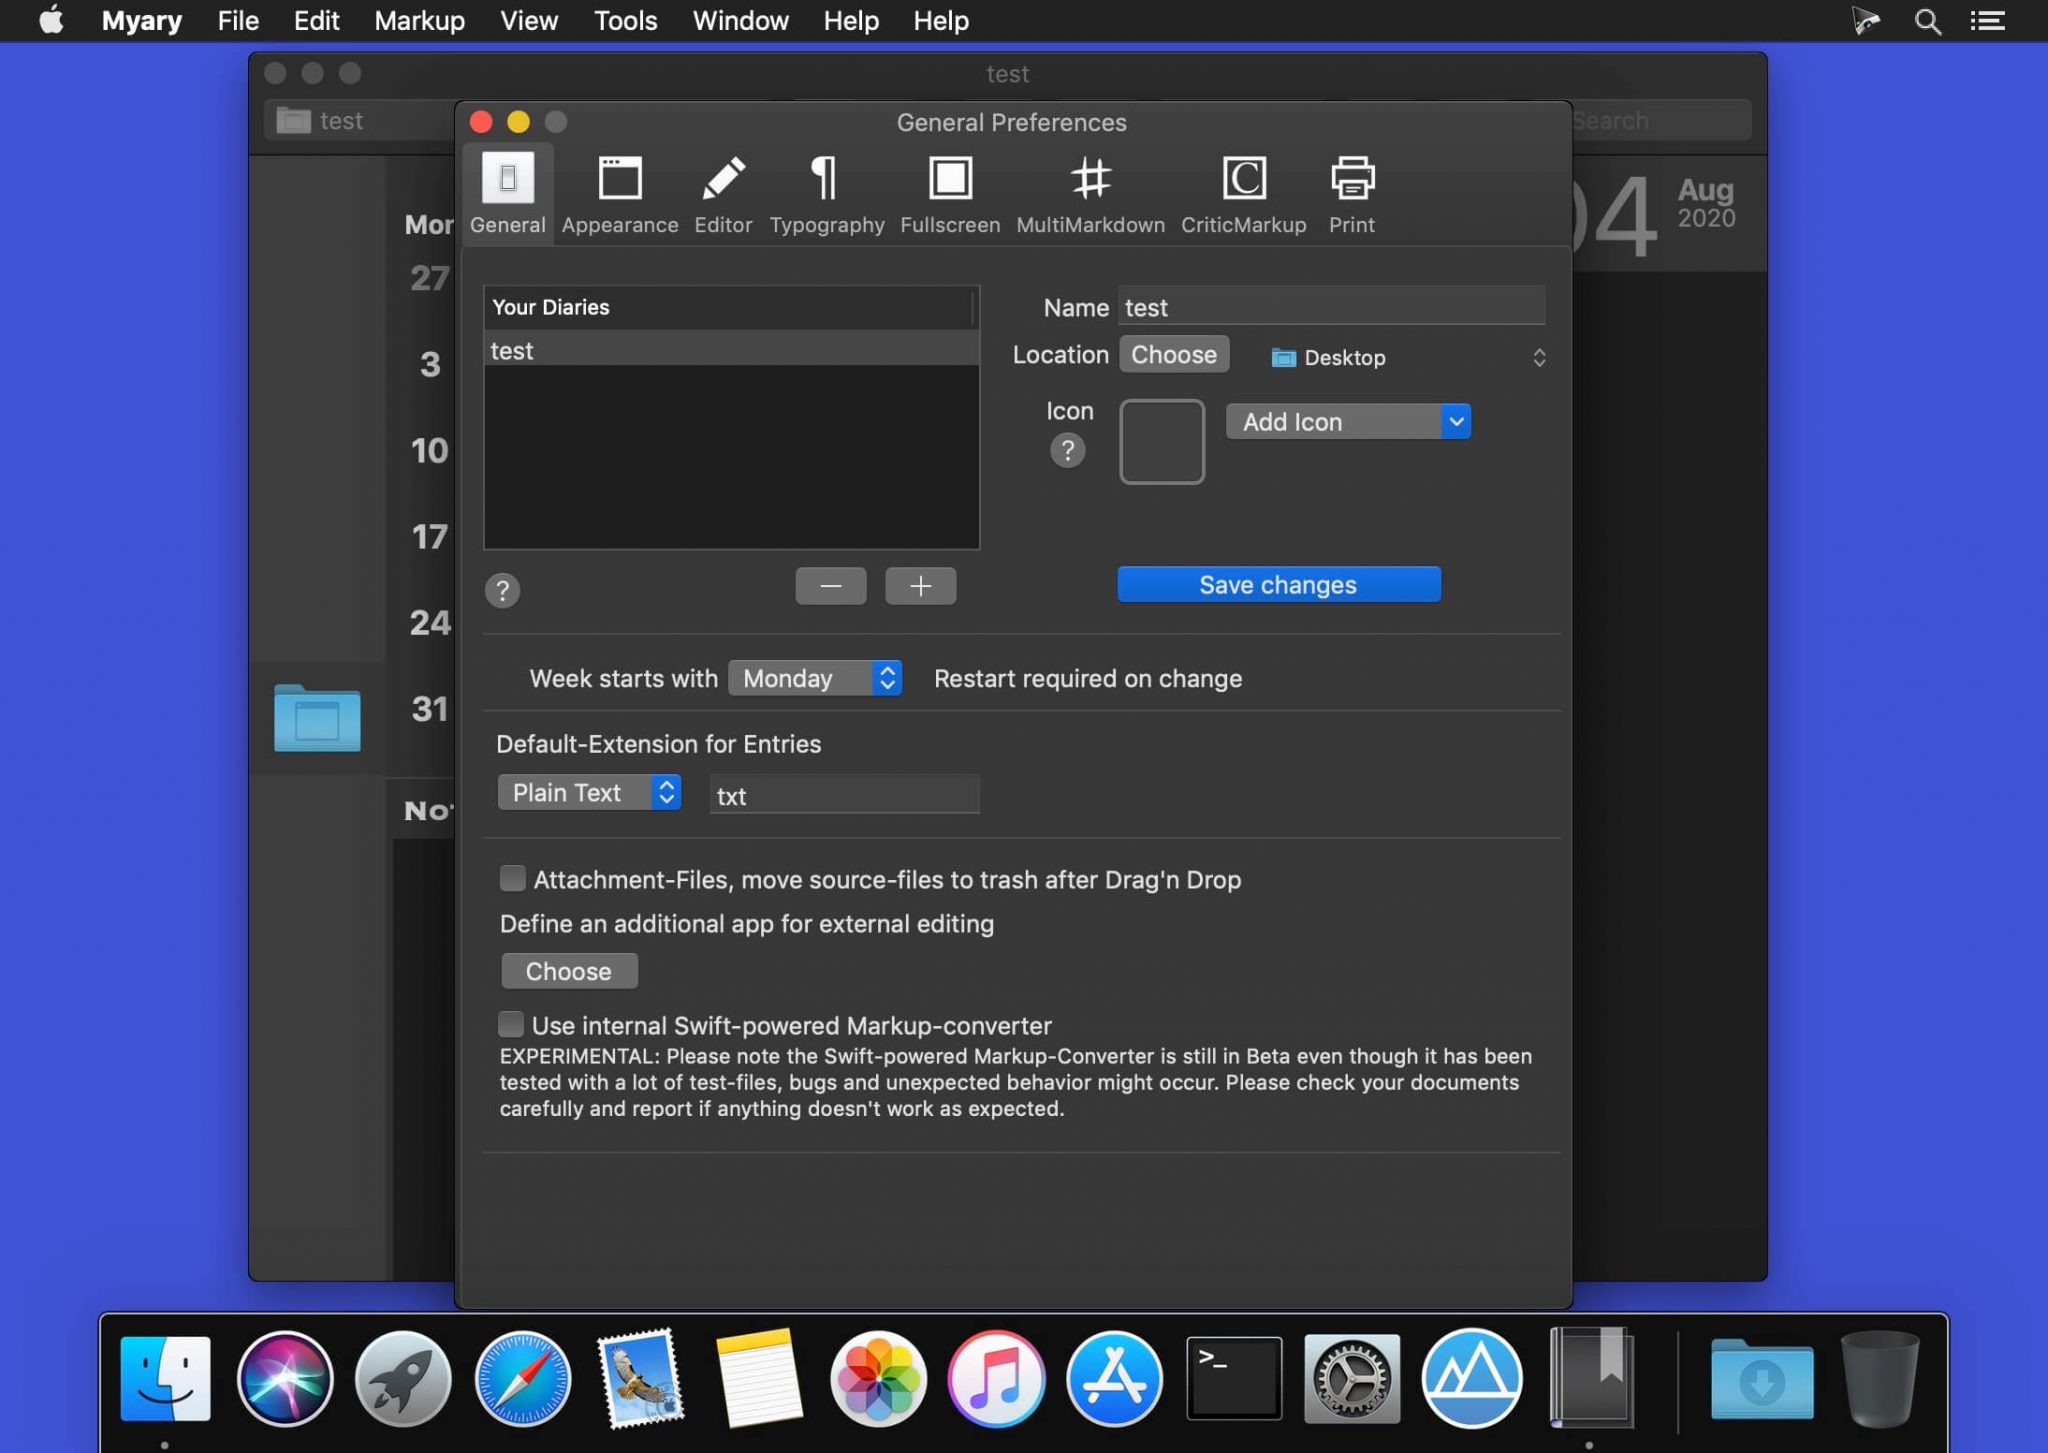 Myary File Edit Markup View Tools Window Help Help
test
test
Search
General Preferences
General Appearance Editor Typography Fullscreen MultiMarkdown CriticMarkup Print
04 Aug
2020
Mon
27
3
10
17
24
31
Your Diaries
test
Name test
Location Choose Desktop
Icon
?
Add Icon
?
− +
Save changes
Week starts with Monday Restart required on change
Default-Extension for Entries
Plain Text txt
Attachment-Files, move source-files to trash after Drag'n Drop
Define an additional app for external editing
Choose
Use internal Swift-powered Markup-converter
EXPERIMENTAL: Please note the Swift-powered Markup-Converter is still in Beta even though it has been
tested with a lot of test-files, bugs and unexpected behavior might occur. Please check your documents
carefully and report if anything doesn't work as expected.
>_